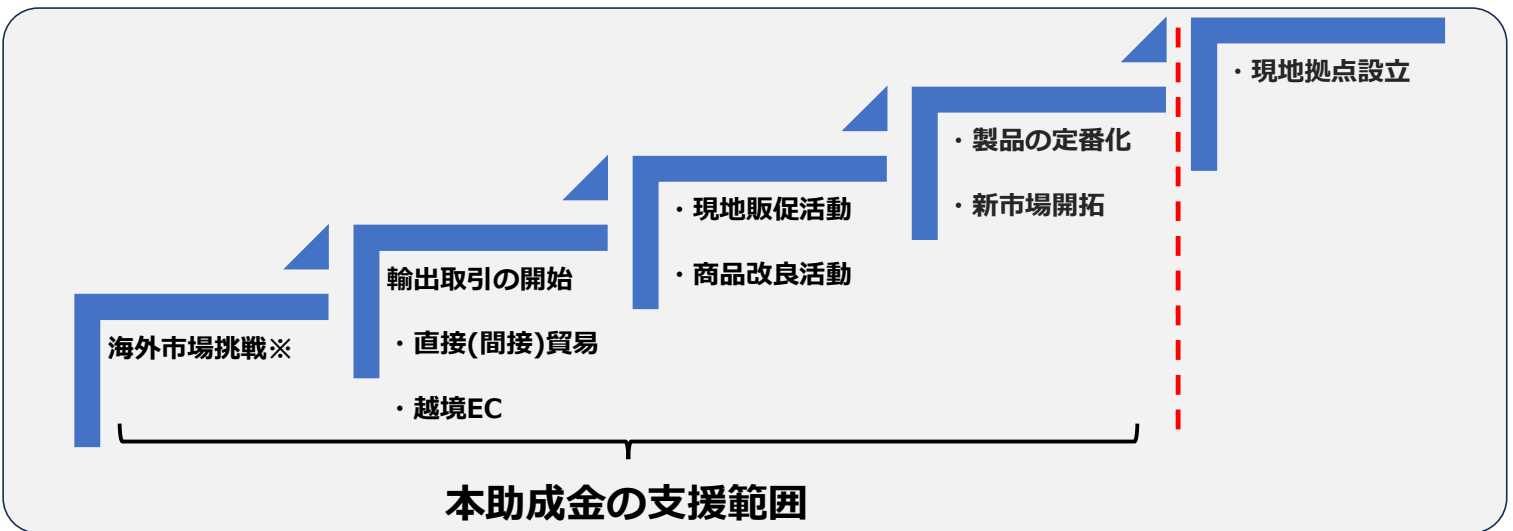 海外市場挑戦※
輸出取引の開始
・直接(間接)貿易
・越境EC
・現地販促活動
・商品改良活動
・製品の定番化
・新市場開拓
・現地拠点設立
本助成金の支援範囲